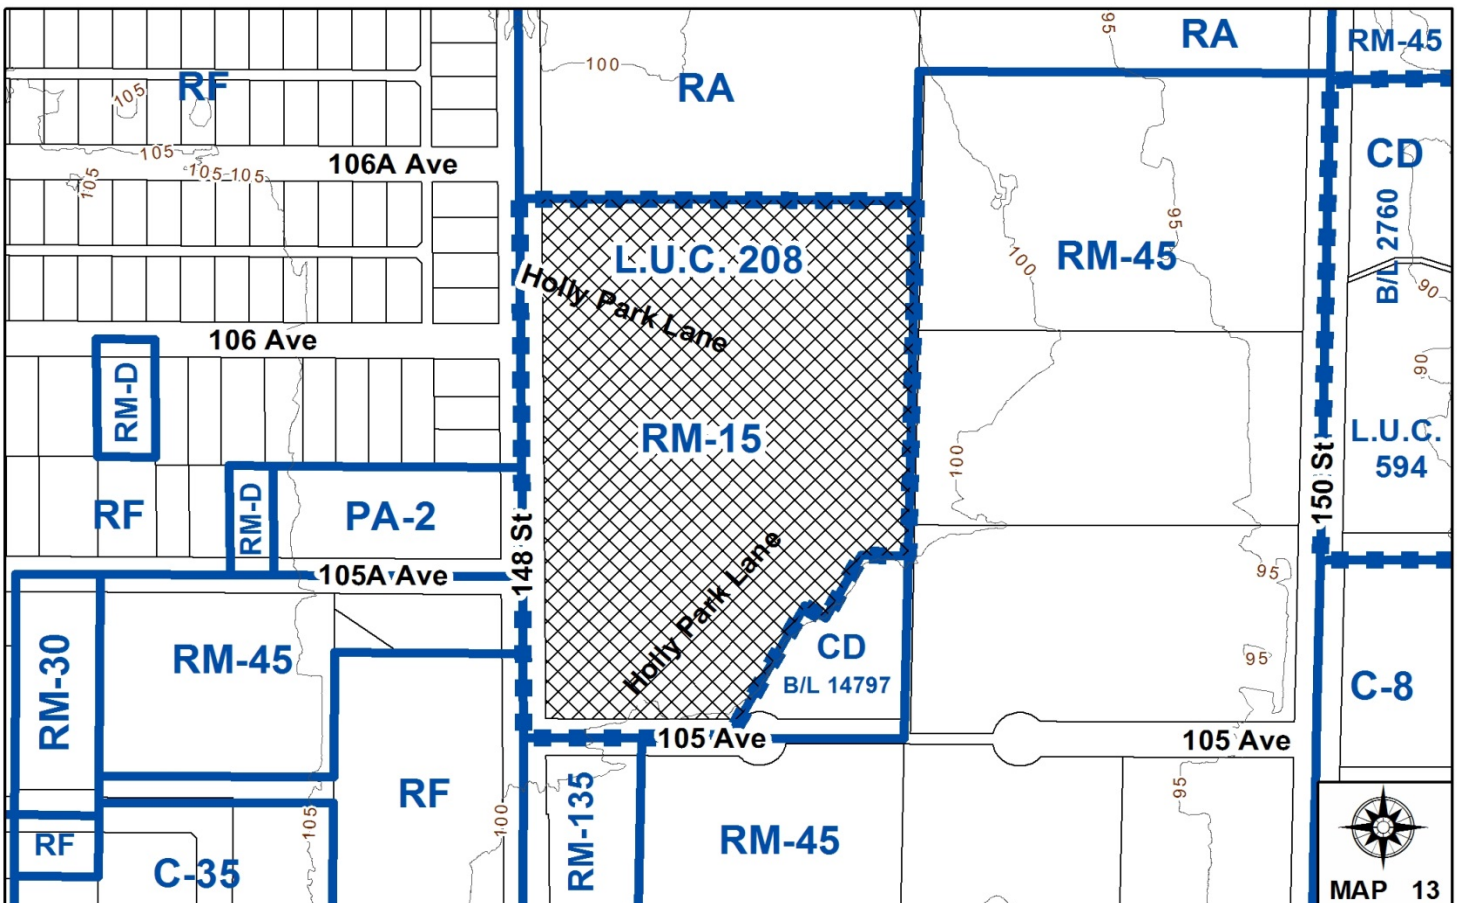 RF
RA
RA
RM-45
100
95
105
105
105
105-105
106A Ave
CD
B/L 2760
L.U.C. 208
Holly Park Lane
100
95
RM-45
90
90
106 Ave
RM-D
RM-15
L.U.C.
594
100
150 St
RF
RM-D
PA-2
148 St
105A Ave
Holly Park Lane
95
95
RM-30
RM-45
CD
B/L 14797
C-8
105 Ave
105 Ave
RF
105
100
RM-135
RM-45
95
RF
C-35
MAP 13